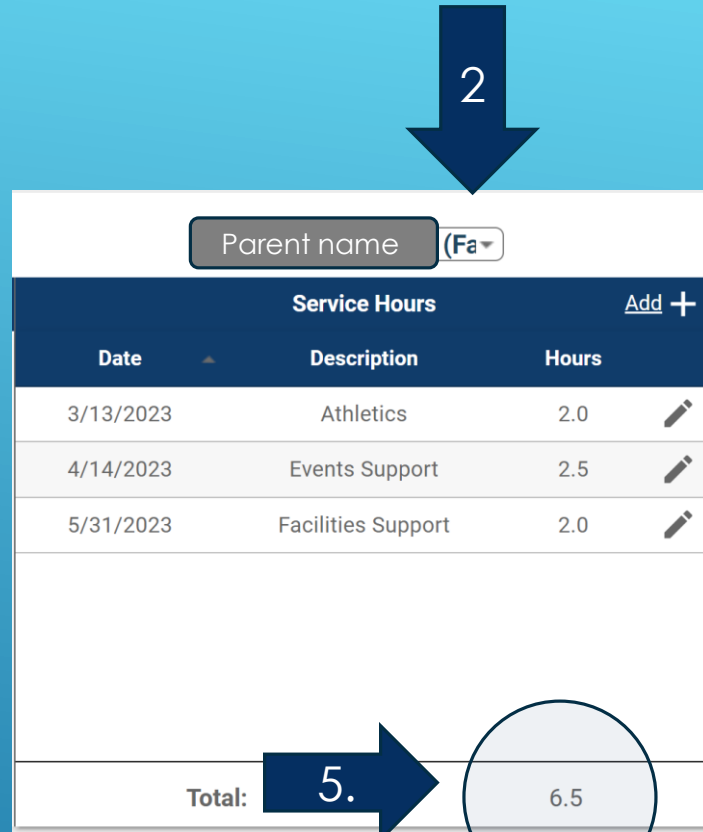 2
Parent name (Fa
Service Hours Add
Date Description Hours
3/13/2023 Athletics 2.0
4/14/2023 Events Support 2.5
5/31/2023 Facilities Support 2.0
Total: 5. 6.5